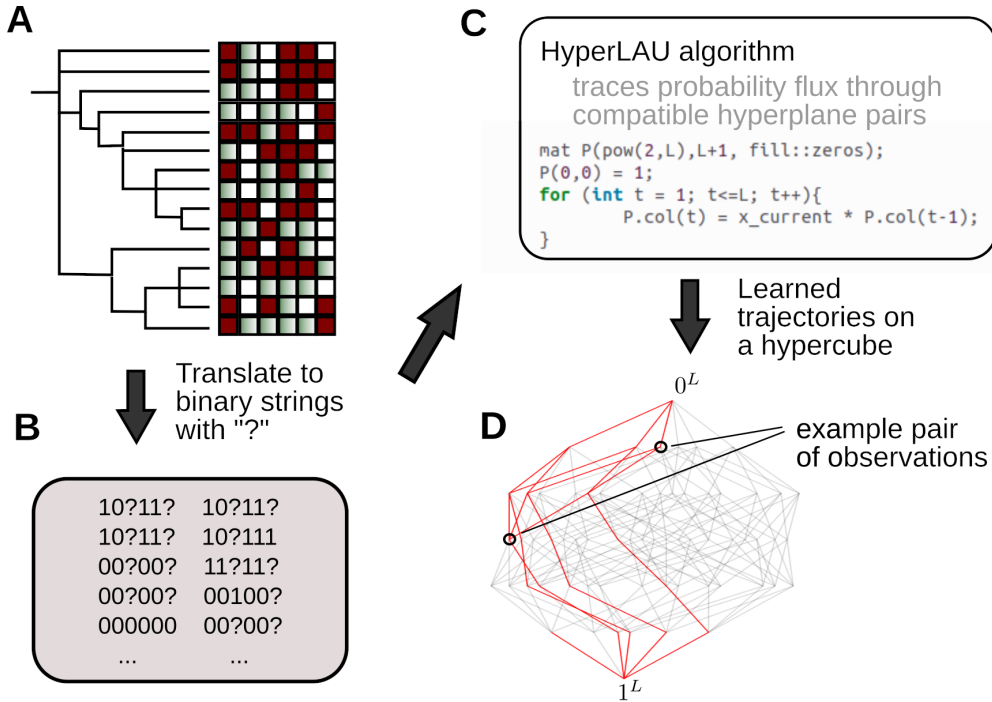 A
Translate to
binary strings
with "?"
B
10?11? 10?11?
10?11? 10?111
00?00? 11?11?
00?00? 00100?
000000 00?00?
... ...
C
HyperLAU algorithm
traces probability flux through
compatible hyperplane pairs
mat P(pow(2,L),L+1, fill::zeros);
P(0,0) = 1;
for (int t = 1; t<=L; t++){
P.col(t) = x_current * P.col(t-1);
}
Learned
trajectories on
a hypercube
D
0^L
example pair
of observations
1^L